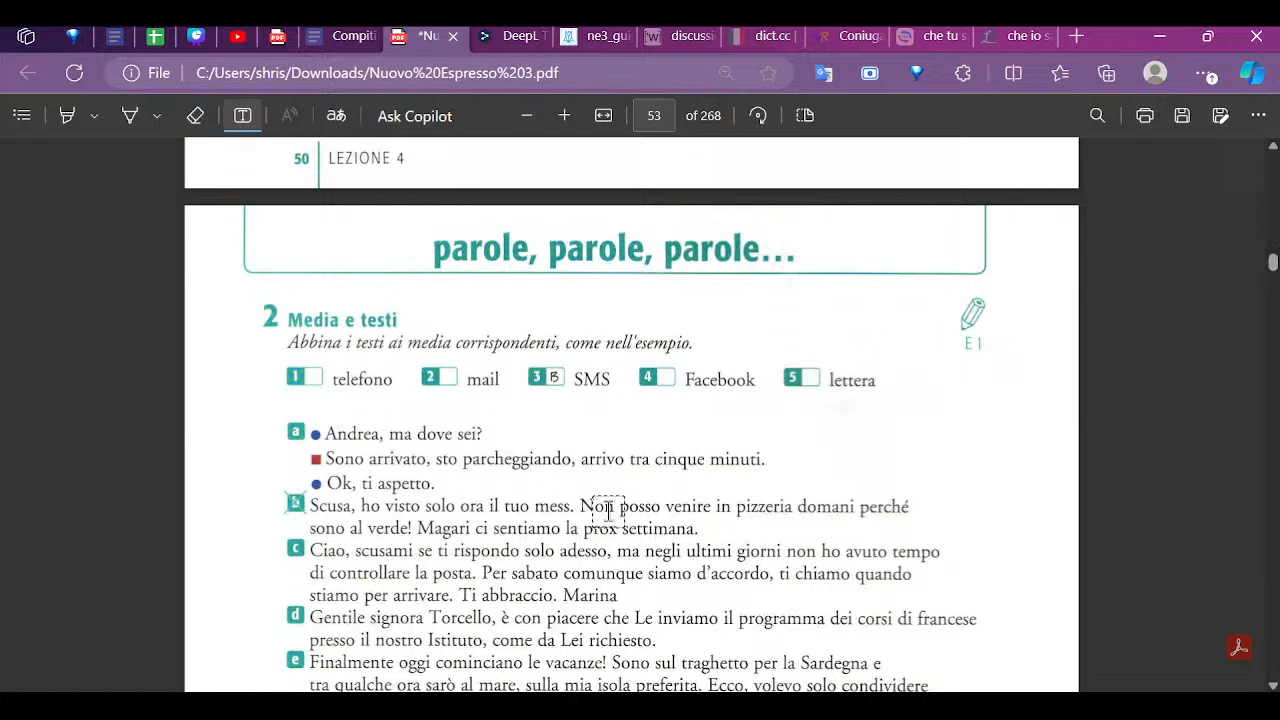 Compiti
*Nu
DeepL T
ne3_gui
discussi
dict.cc |
Coniuga
che tu s
che io s
File
C:/Users/shris/Downloads/Nuovo%20Espresso%203.pdf
aあ
Ask Copilot
53 of 268
50 LEZIONE 4
parole, parole, parole...
2 Media e testi
E 1
Abbina i testi ai media corrispondenti, come nell'esempio.
1 telefono 2 mail 3 B SMS 4 Facebook 5 lettera
a Andrea, ma dove sei?
Sono arrivato, sto parcheggiando, arrivo tra cinque minuti.
Ok, ti aspetto.
b Scusa, ho visto solo ora il tuo mess. Non posso venire in pizzeria domani perché
sono al verde! Magari ci sentiamo la prox settimana.
c Ciao, scusami se ti rispondo solo adesso, ma negli ultimi giorni non ho avuto tempo
di controllare la posta. Per sabato comunque siamo d'accordo, ti chiamo quando
stiamo per arrivare. Ti abbraccio. Marina
d Gentile signora Torcello, è con piacere che Le inviamo il programma dei corsi di francese
presso il nostro Istituto, come da Lei richiesto.
e Finalmente oggi cominciano le vacanze! Sono sul traghetto per la Sardegna e
tra qualche ora sarò al mare, sulla mia isola preferita. Ecco, volevo solo condividere